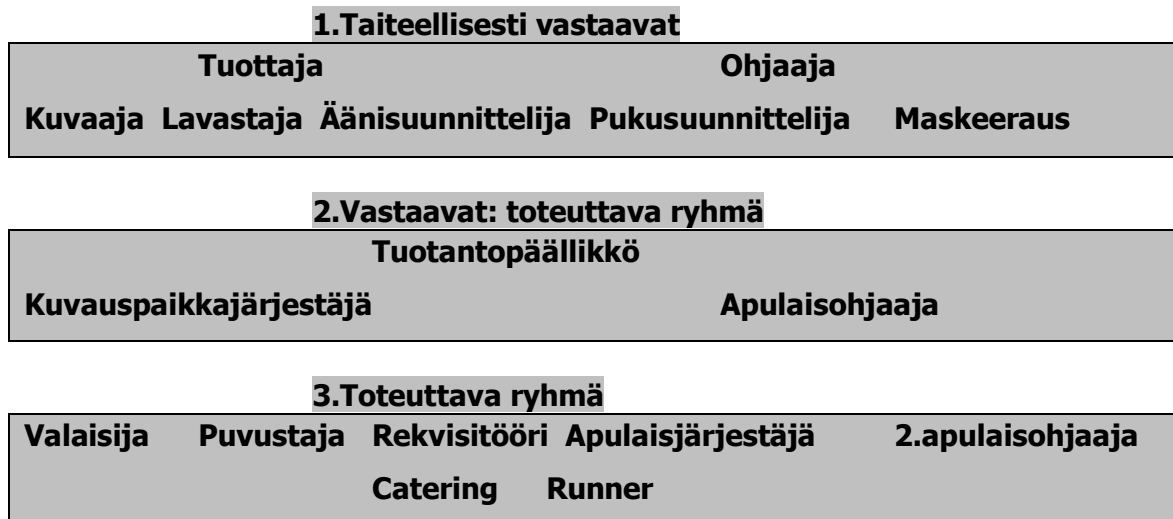 1.Taiteellisesti vastaavat
Tuottaja Ohjaaja
Kuvaaja Lavastaja Äänisuunnittelija Pukusuunnittelija Maskeeraus
2.Vastaavat: toteuttava ryhmä
Tuotantopäällikkö
Kuvauspaikkajärjestäjä Apulaisohjaaja
3.Toteuttava ryhmä
Valaisija Puvustaja Rekvisitööri Apulaisjärjestäjä 2.apulaisohjaaja
Catering Runner